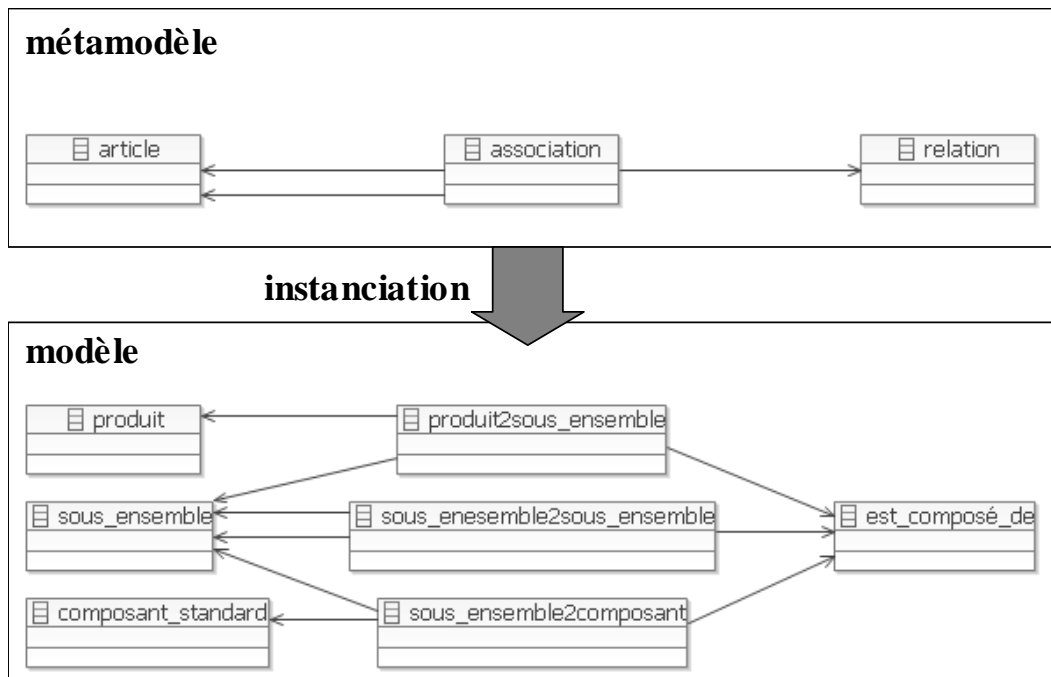 métamodèle
article
association
relation
instanciation
modèle
produit
produit2sous_ensemble
sous_ensemble
sous_enesemble2sous_ensemble
est_composé_de
composant_standard
sous_ensemble2composant